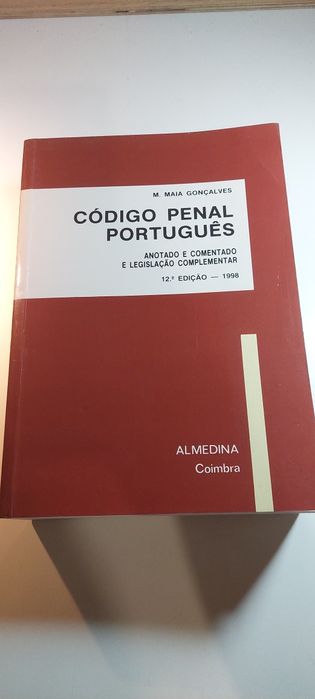 M. MAIA GONÇALVES
CÓDIGO PENAL
PORTUGUÊS
ANOTADO E COMENTADO
E LEGISLAÇÃO COMPLEMENTAR
12.ª EDIÇÃO — 1998
ALMEDINA
Coimbra